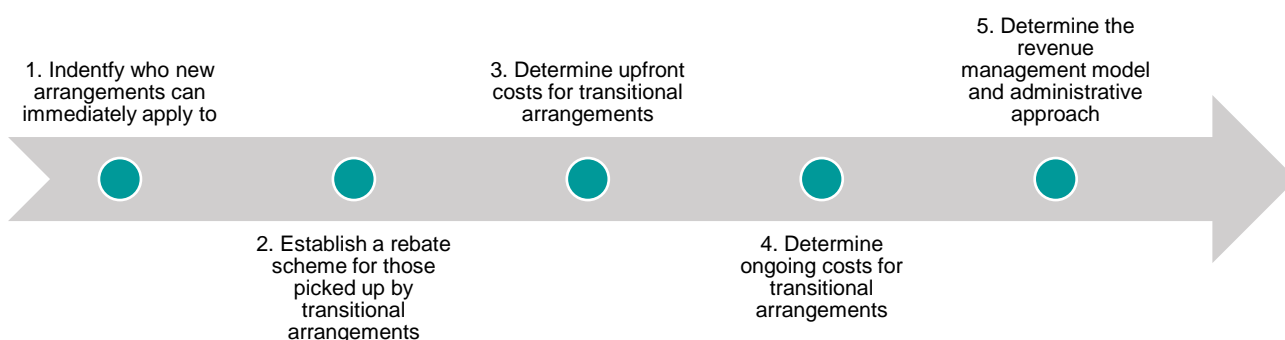 1. Indentfy who new
arrangements can
immediately apply to
2. Establish a rebate
scheme for those
picked up by
transitional
arrangements
3. Determine upfront
costs for transitional
arrangements
4. Determine
ongoing costs for
transitional
arrangements
5. Determine the
revenue
management model
and administrative
approach